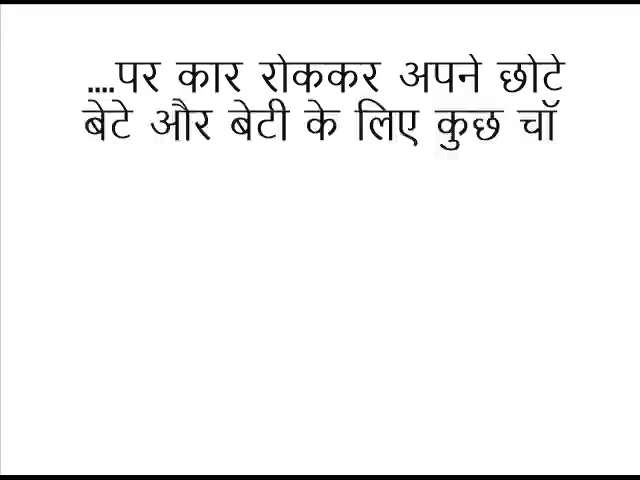 ....पर कार रोककर अपने छोटे
बेटे और बेटी के लिए कुछ चॉ